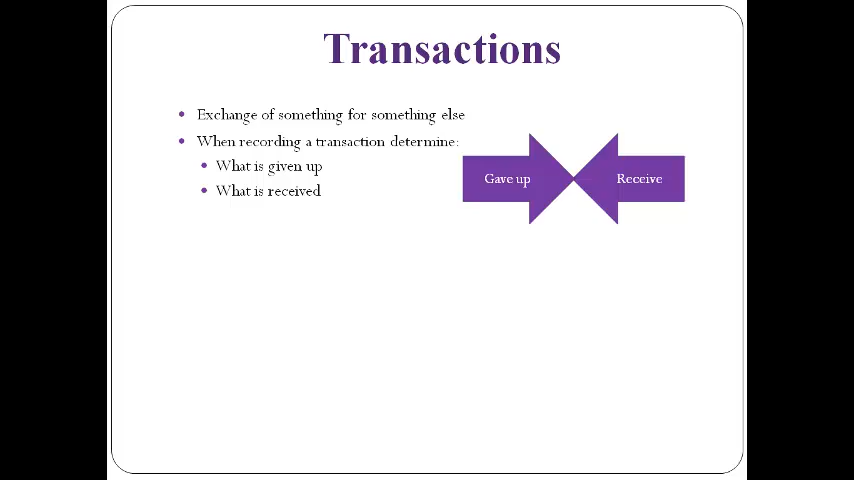 Transactions
Exchange of something for something else
When recording a transaction determine:
What is given up
What is received
Gave up
Receive